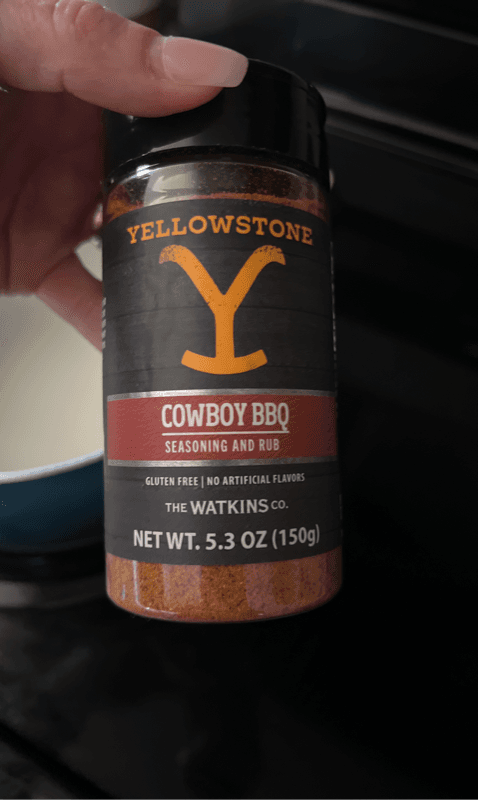 YELLOWSTONE
Y
COWBOY BBQ
SEASONING AND RUB
GLUTEN FREE | NO ARTIFICIAL FLAVORS
THE WATKINS CO.
NET WT. 5.3 OZ (150g)